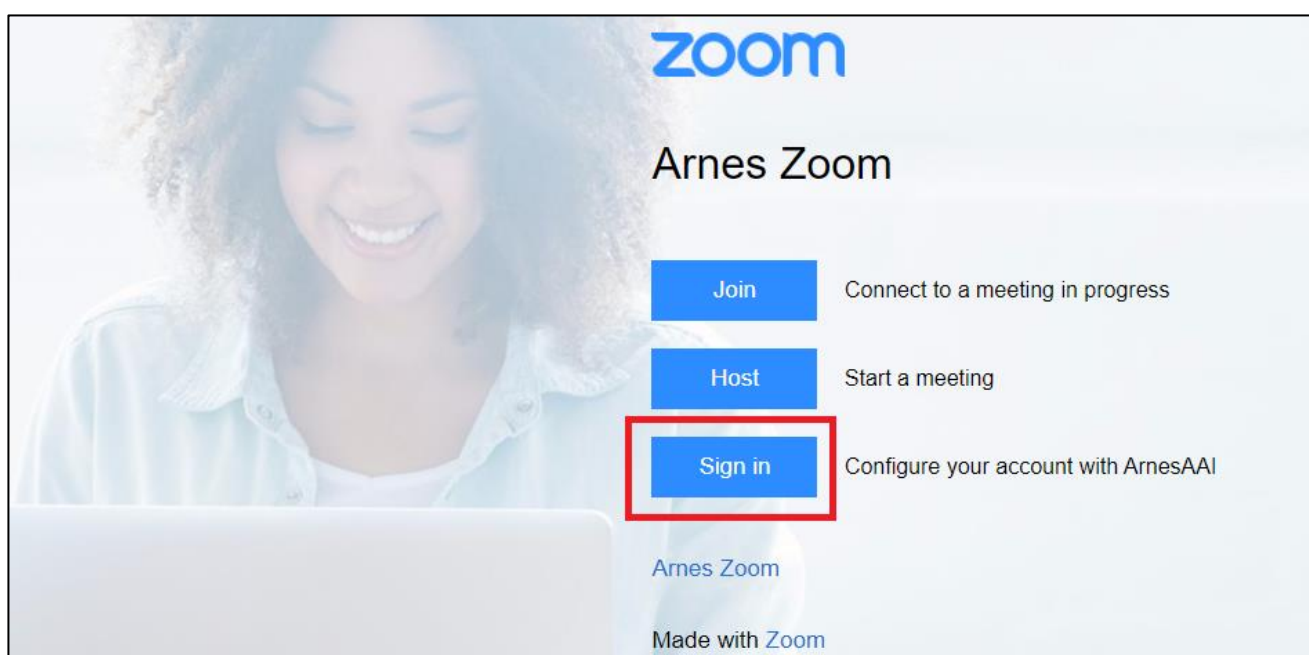 zoom
Arnes Zoom
Join Connect to a meeting in progress
Host Start a meeting
Sign in Configure your account with ArnesAAI
Arnes Zoom
Made with Zoom